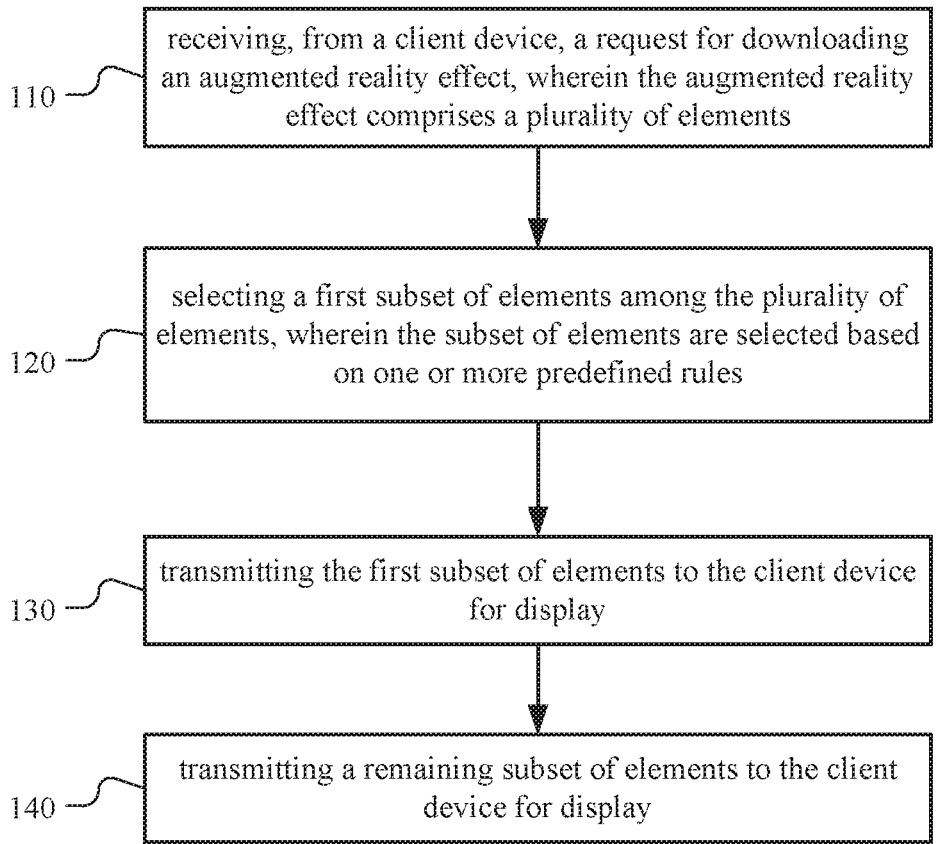 receiving, from a client device, a request for downloading
110
an augmented reality effect, wherein the augmented reality
effect comprises a plurality of elements
selecting a first subset of elements among the plurality of
120
elements, wherein the subset of elements are selected based
on one or more predefined rules
130
transmitting the first subset of elements to the client device
for display
140
transmitting a remaining subset of elements to the client
device for display